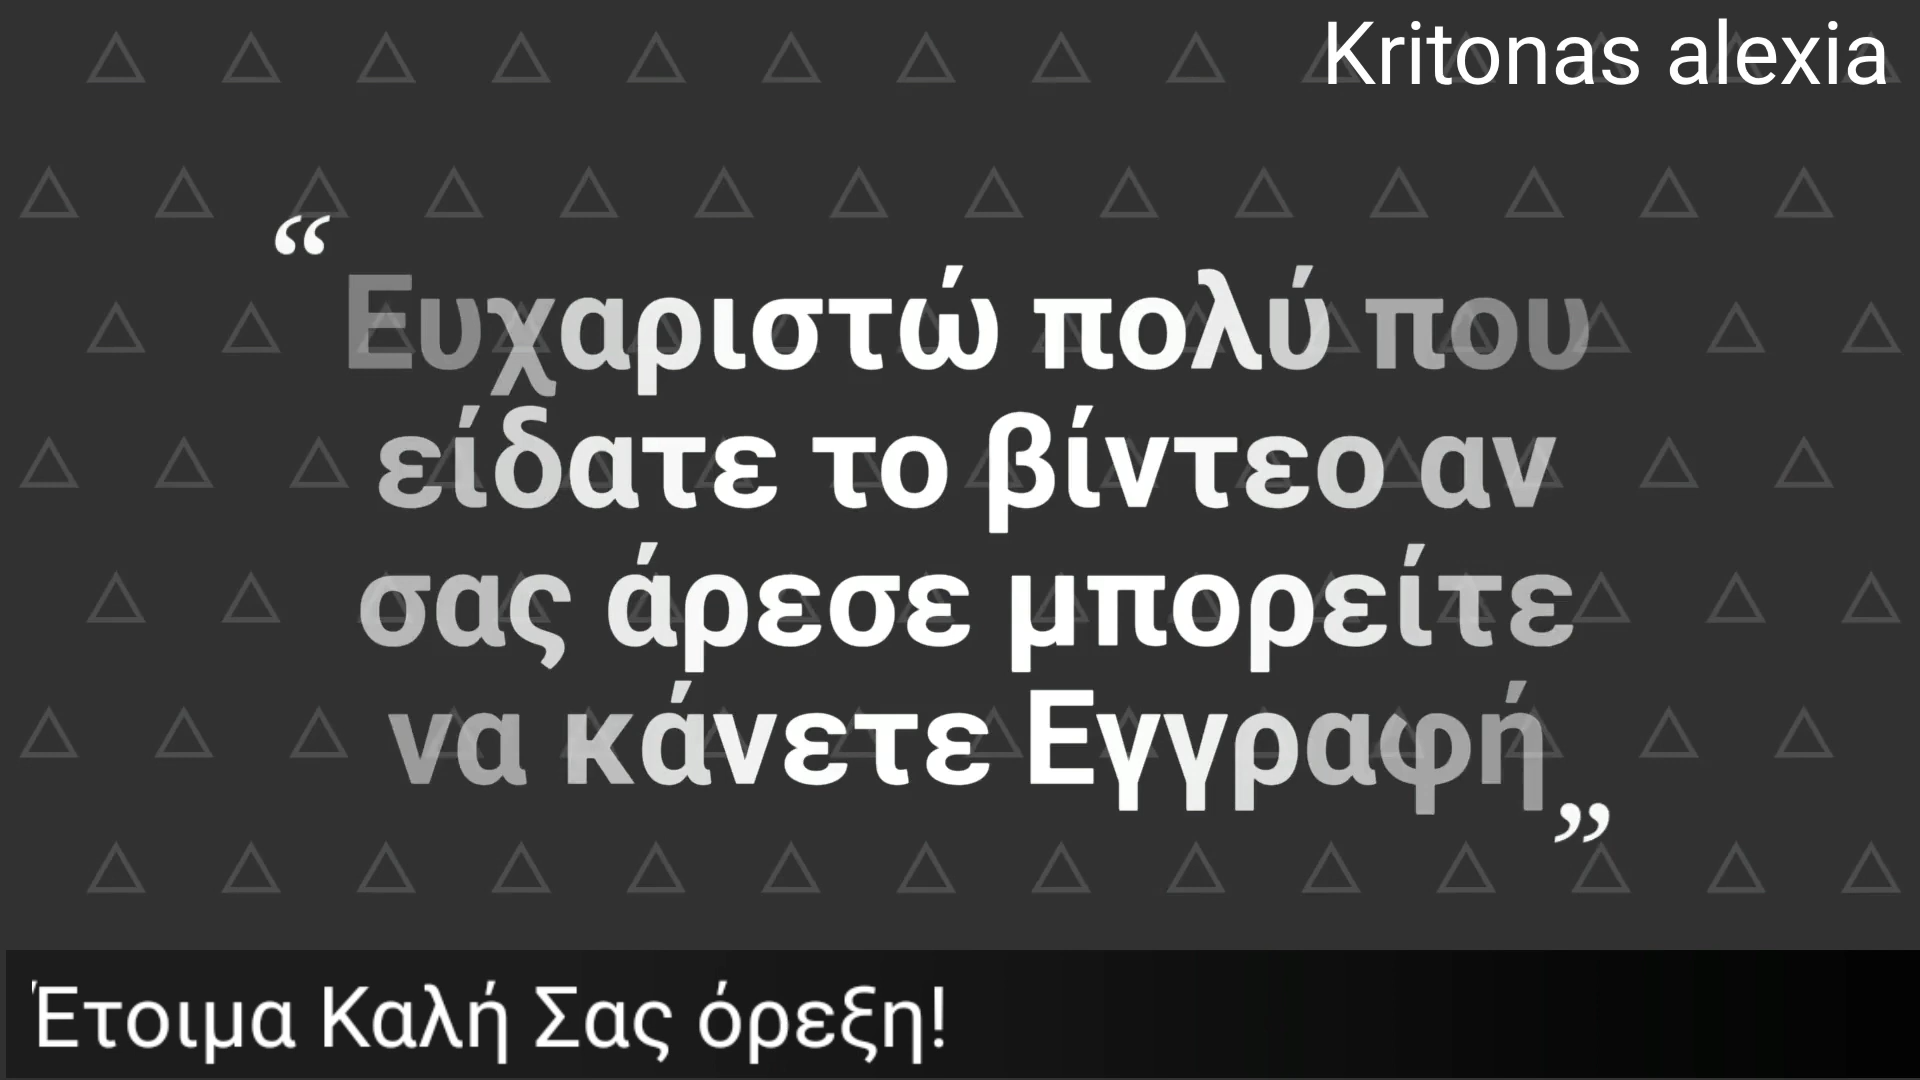 Kritonas alexia
“Ευχαριστώ πολύ που
είδατε το βίντεο αν
σας άρεσε μπορείτε
να κάνετε Εγγραφή”
Έτοιμα Καλή Σας όρεξη!